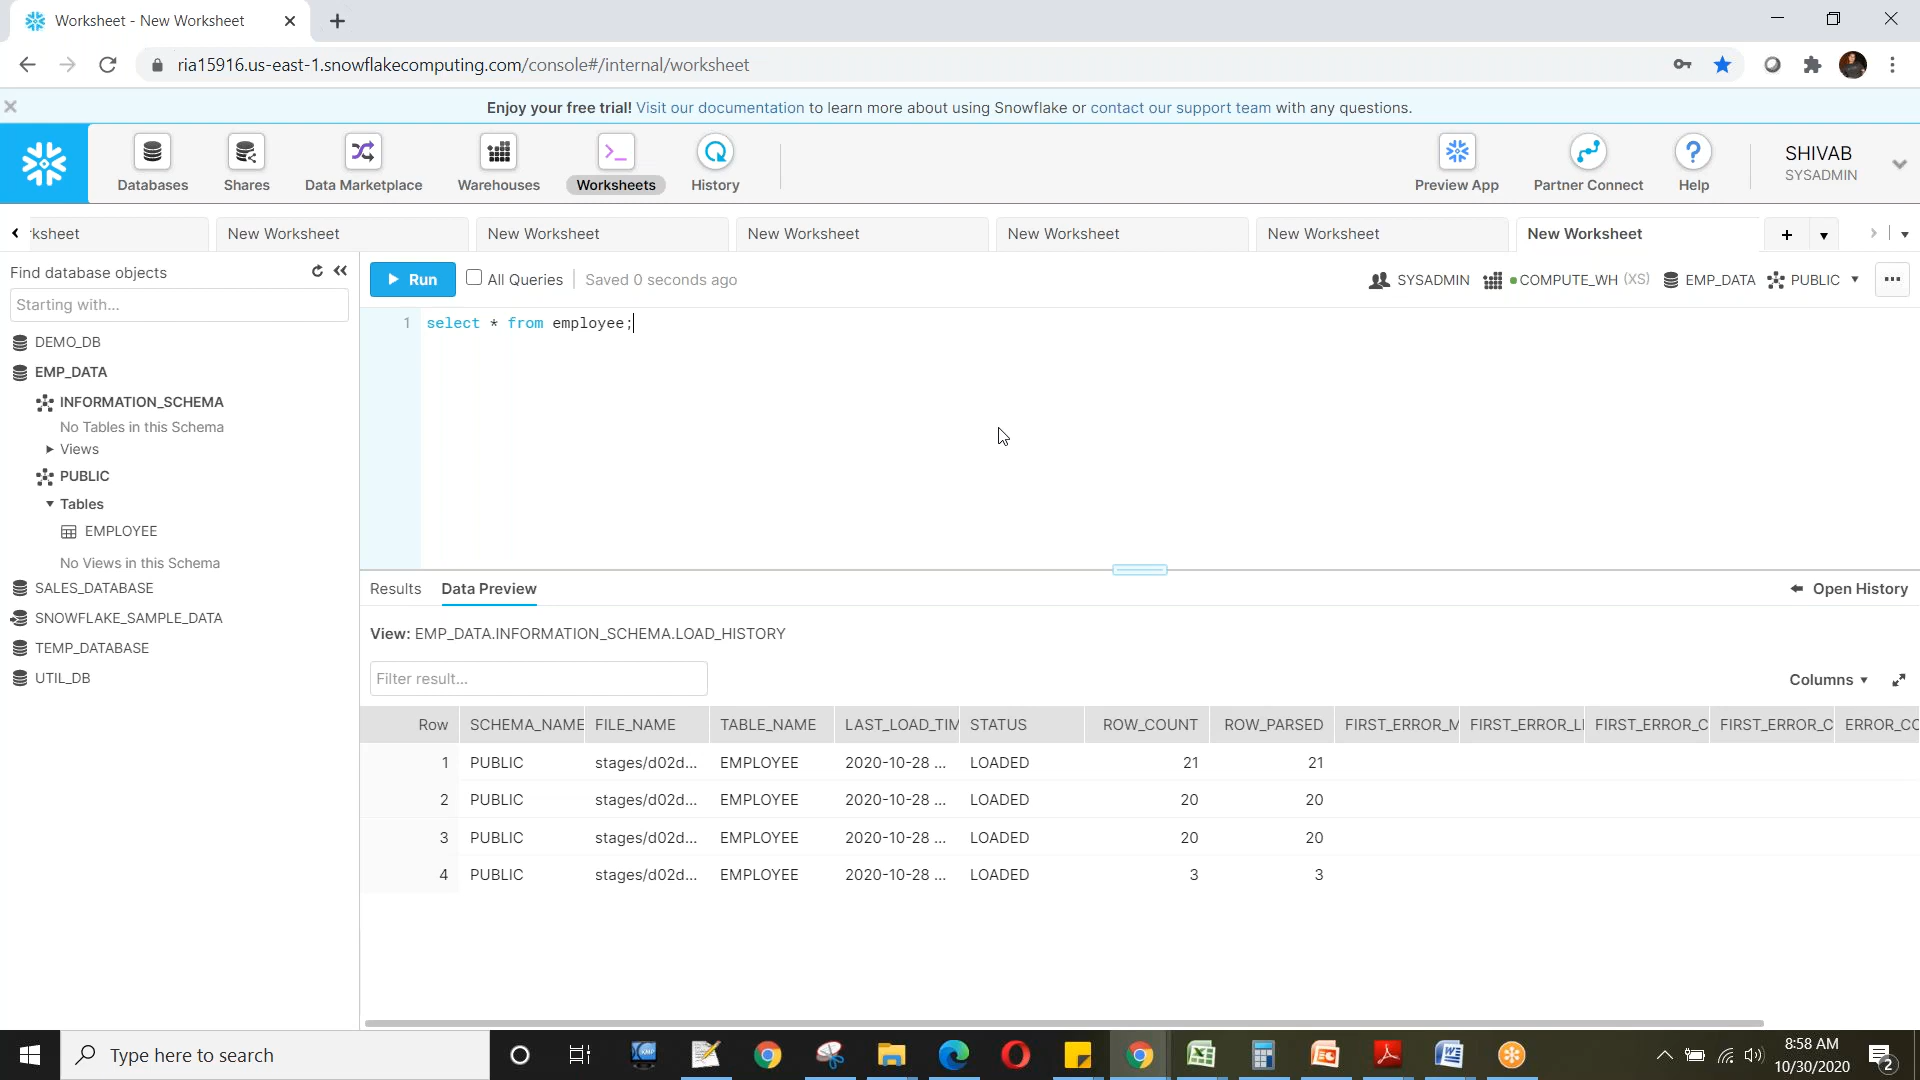 Worksheet - New Worksheet
ria15916.us-east-1.snowflakecomputing.com/console#/internal/worksheet
Enjoy your free trial! Visit our documentation to learn more about using Snowflake or contact our support team with any questions.
Databases
Shares
Data Marketplace
Warehouses
Worksheets
History
Preview App
Partner Connect
Help
SHIVAB
SYSADMIN
rksheet
New Worksheet
New Worksheet
New Worksheet
New Worksheet
New Worksheet
New Worksheet
Find database objects
Starting with...
DEMO_DB
EMP_DATA
INFORMATION_SCHEMA
No Tables in this Schema
Views
PUBLIC
Tables
EMPLOYEE
No Views in this Schema
SALES_DATABASE
SNOWFLAKE_SAMPLE_DATA
TEMP_DATABASE
UTIL_DB
Run All Queries Saved 0 seconds ago SYSADMIN COMPUTE_WH (XS) EMP_DATA PUBLIC
1 select * from employee;
Results Data Preview Open History
View: EMP_DATA.INFORMATION_SCHEMA.LOAD_HISTORY
Filter result... Columns
Row SCHEMA_NAME FILE_NAME TABLE_NAME LAST_LOAD_TIM STATUS ROW_COUNT ROW_PARSED FIRST_ERROR_M FIRST_ERROR_LI FIRST_ERROR_C FIRST_ERROR_C ERROR_CO
1 PUBLIC stages/d02d... EMPLOYEE 2020-10-28 ... LOADED 21 21
2 PUBLIC stages/d02d... EMPLOYEE 2020-10-28 ... LOADED 20 20
3 PUBLIC stages/d02d... EMPLOYEE 2020-10-28 ... LOADED 20 20
4 PUBLIC stages/d02d... EMPLOYEE 2020-10-28 ... LOADED 3 3
Type here to search
8:58 AM
10/30/2020
2